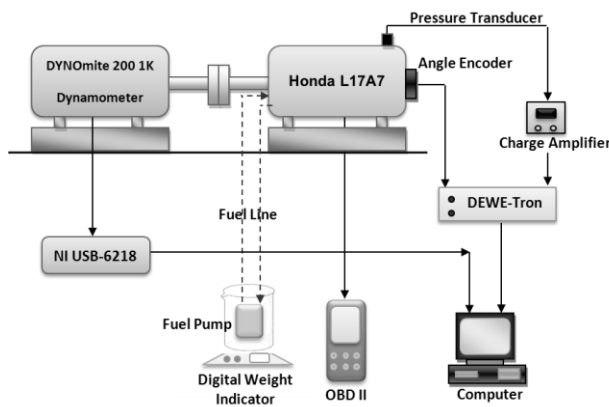 Pressure Transducer
DYNOmite 200 1K
Dynamometer
Honda L17A7
Angle Encoder
Charge Amplifier
DEWE-Tron
Fuel Line
NI USB-6218
Fuel Pump
Digital Weight
Indicator
OBD II
Computer